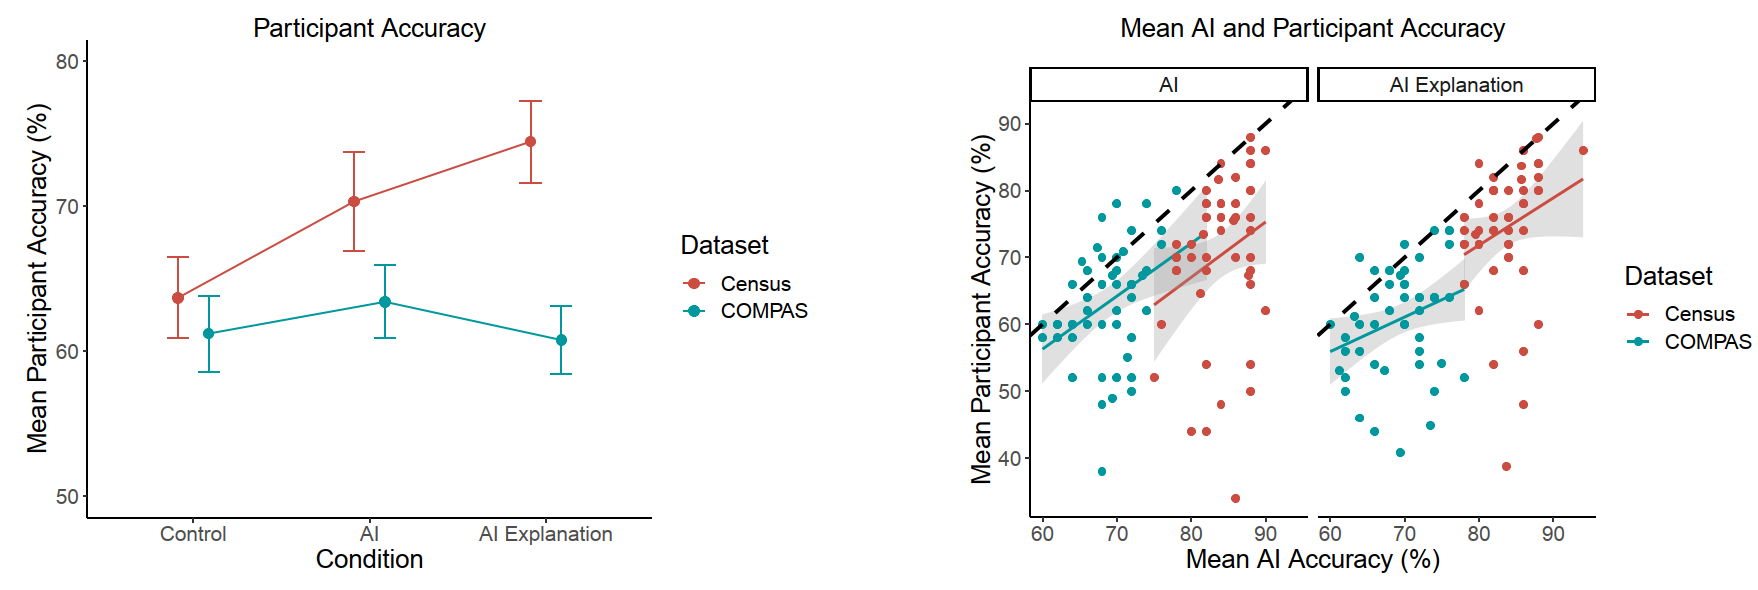 Participant Accuracy
Mean Participant Accuracy (%)
80
70
60
50
Control AI AI Explanation
Condition
Dataset
Census
COMPAS
Mean AI and Participant Accuracy
AI AI Explanation
Mean Participant Accuracy (%)
90
80
70
60
50
40
60 70 80 90 60 70 80 90
Mean AI Accuracy (%)
Dataset
Census
COMPAS